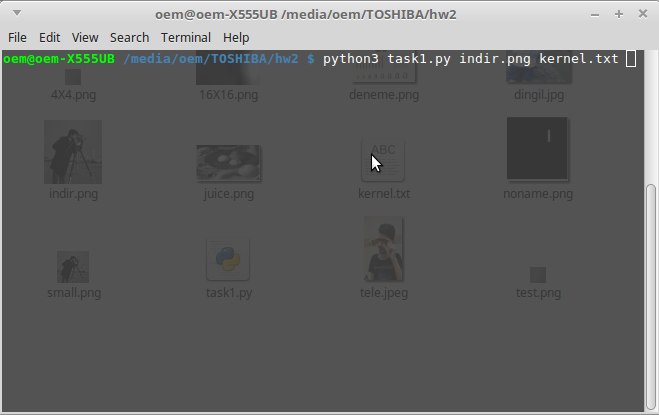 oem@oem-X555UB /media/oem/TOSHIBA/hw2
File Edit View Search Terminal Help
oem@oem-X555UB /media/oem/TOSHIBA/hw2 $ python3 task1.py indir.png kernel.txt
4X4.png 16X16.png deneme.png dingil.jpg
ABC
indir.png juice.png kernel.txt noname.png
small.png task1.py tele.jpeg test.png